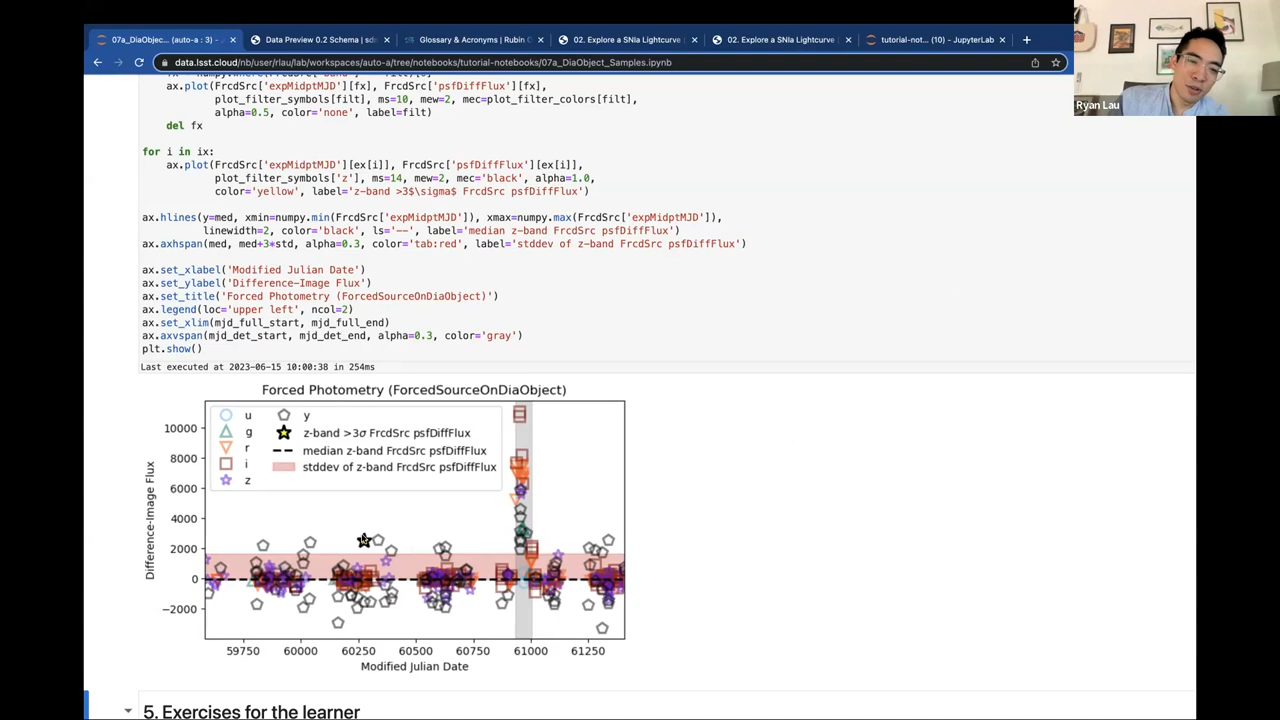 07a_DiaObjec… (auto-a : 3) -
Data Preview 0.2 Schema | sdn
Glossary & Acronyms | Rubin O
02. Explore a SNIa Lightcurve
02. Explore a SNIa Lightcurve
tutorial-not… (10) - JupyterLab
data.lsst.cloud/nb/user/rlau/lab/workspaces/auto-a/tree/notebooks/tutorial-notebooks/07a_DiaObject_Samples.ipynb
Ryan Lau
ax.plot(FrcdSrc['expMidptMJD'][fx], FrcdSrc['psfDiffFlux'][fx],
plot_filter_symbols[filt], ms=10, mew=2, mec=plot_filter_colors[filt],
alpha=0.5, color='none', label=filt)
del fx
for i in ix:
ax.plot(FrcdSrc['expMidptMJD'][ex[i]], FrcdSrc['psfDiffFlux'][ex[i]],
plot_filter_symbols['z'], ms=14, mew=2, mec='black', alpha=1.0,
color='yellow', label='z-band >3$\sigma$ FrcdSrc psfDiffFlux')
ax.hlines(y=med, xmin=numpy.min(FrcdSrc['expMidptMJD']), xmax=numpy.max(FrcdSrc['expMidptMJD']),
linewidth=2, color='black', ls='--', label='median z-band FrcdSrc psfDiffFlux')
ax.axhspan(med, med+3*std, alpha=0.3, color='tab:red', label='stddev of z-band FrcdSrc psfDiffFlux')
ax.set_xlabel('Modified Julian Date')
ax.set_ylabel('Difference-Image Flux')
ax.set_title('Forced Photometry (ForcedSourceOnDiaObject)')
ax.legend(loc='upper left', ncol=2)
ax.set_xlim(mjd_full_start, mjd_full_end)
ax.axvspan(mjd_det_start, mjd_det_end, alpha=0.3, color='gray')
plt.show()
Last executed at 2023-06-15 10:00:38 in 254ms
Forced Photometry (ForcedSourceOnDiaObject)
u
g
r
i
z
y
z-band >3σ FrcdSrc psfDiffFlux
median z-band FrcdSrc psfDiffFlux
stddev of z-band FrcdSrc psfDiffFlux
10000
8000
6000
4000
2000
0
−2000
Difference-Image Flux
59750 60000 60250 60500 60750 61000 61250
Modified Julian Date
5. Exercises for the learner